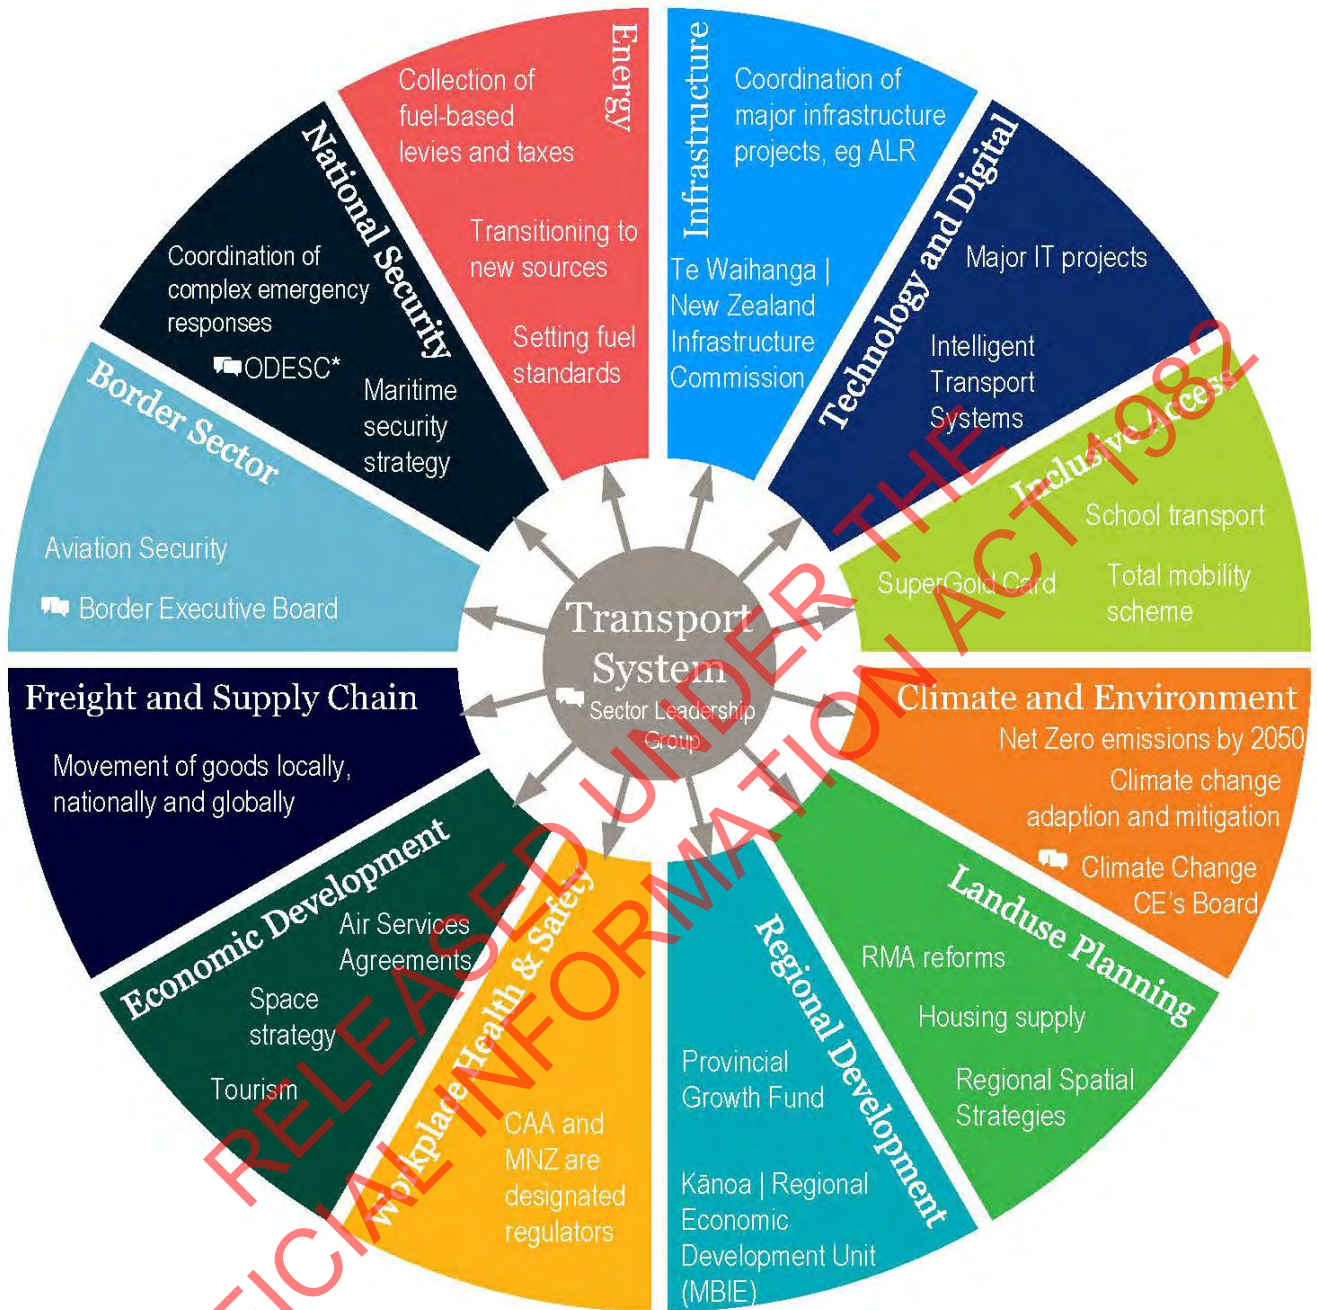 Energy
Collection of
fuel-based
levies and taxes
Transitioning to
new sources
Setting fuel
standards
Infrastructure
Coordination of
major infrastructure
projects, eg ALR
Te Waihanga |
New Zealand
Infrastructure
Commission
Technology and Digital
Major IT projects
Intelligent
Transport
Systems
Inclusive Access
School transport
SuperGold Card
Total mobility
scheme
Climate and Environment
Net Zero emissions by 2050
Climate change
adaption and mitigation
Climate Change
CE's Board
Landuse Planning
RMA reforms
Housing supply
Regional Spatial
Strategies
Regional Development
Provincial
Growth Fund
Kānoa | Regional
Economic
Development Unit
(MBIE)
Workplace Health & Safety
CAA and
MNZ are
designated
regulators
Economic Development
Air Services
Agreements
Space
strategy
Tourism
Freight and Supply Chain
Movement of goods locally,
nationally and globally
Border Sector
Aviation Security
Border Executive Board
National Security
Coordination of
complex emergency
responses
ODESC*
Maritime
security
strategy
Transport
System
Sector Leadership
Group
RELEASED UNDER THE
FICIAL INFORMATION ACT 1982